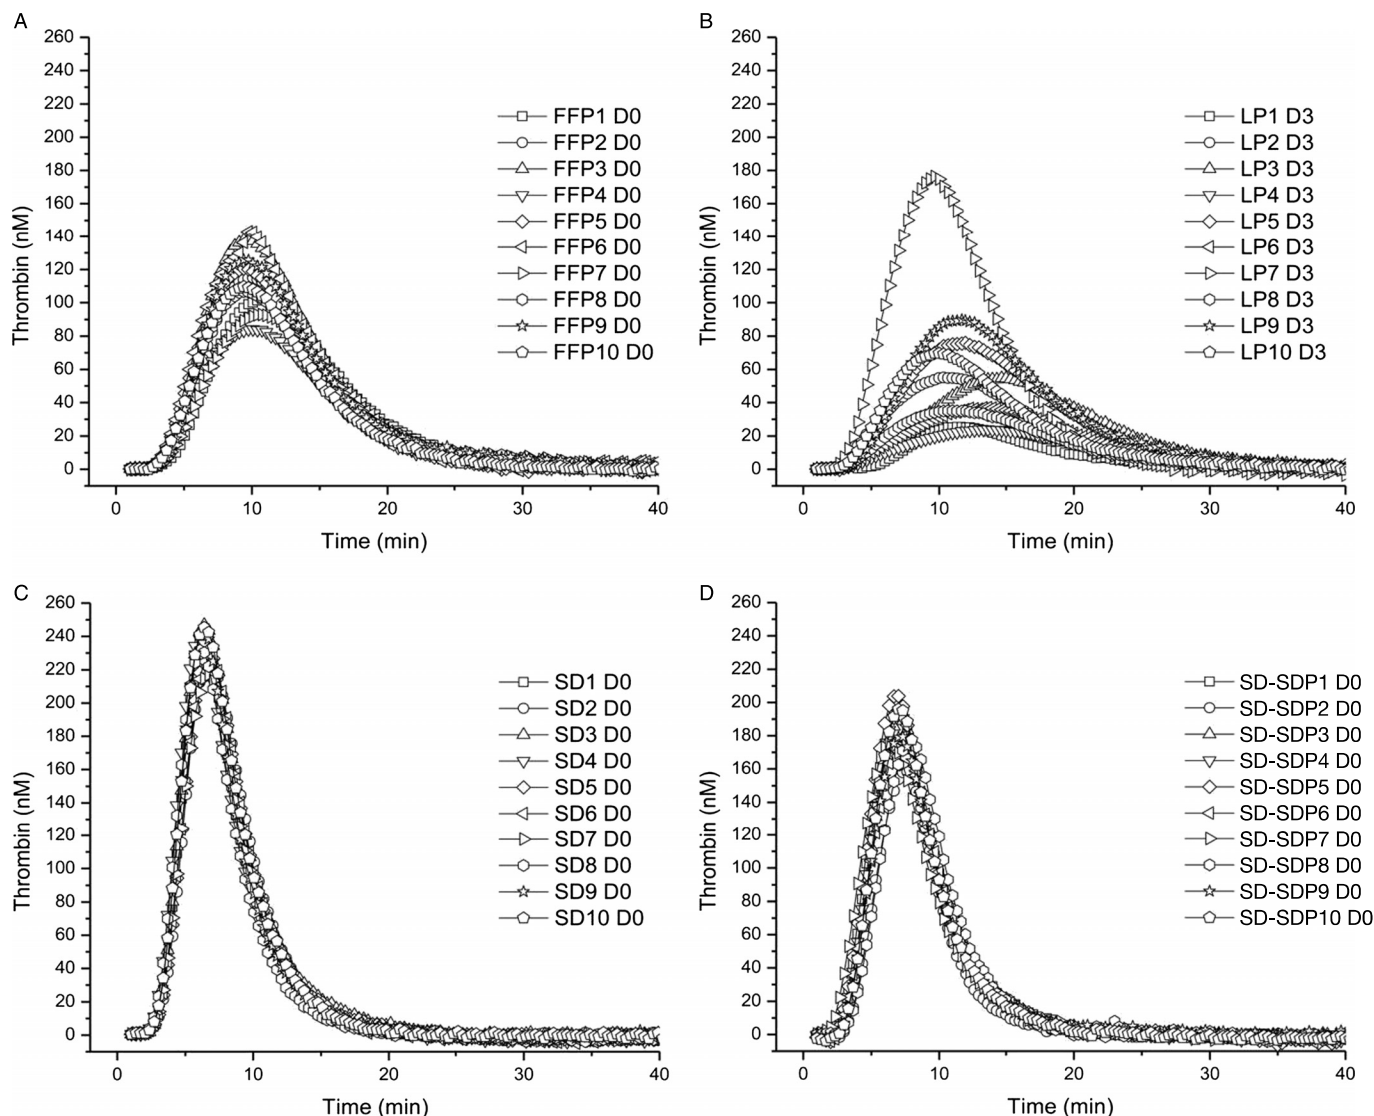 A
260
240
220
200
180
160
140
120
100
80
60
40
20
0
Thrombin (nM)
0 10 20 30 40
Time (min)
FFP1 D0
FFP2 D0
FFP3 D0
FFP4 D0
FFP5 D0
FFP6 D0
FFP7 D0
FFP8 D0
FFP9 D0
FFP10 D0
B
260
240
220
200
180
160
140
120
100
80
60
40
20
0
Thrombin (nM)
0 10 20 30 40
Time (min)
LP1 D3
LP2 D3
LP3 D3
LP4 D3
LP5 D3
LP6 D3
LP7 D3
LP8 D3
LP9 D3
LP10 D3
C
260
240
220
200
180
160
140
120
100
80
60
40
20
0
Thrombin (nM)
0 10 20 30 40
Time (min)
SD1 D0
SD2 D0
SD3 D0
SD4 D0
SD5 D0
SD6 D0
SD7 D0
SD8 D0
SD9 D0
SD10 D0
D
260
240
220
200
180
160
140
120
100
80
60
40
20
0
Thrombin (nM)
0 10 20 30 40
Time (min)
SD-SDP1 D0
SD-SDP2 D0
SD-SDP3 D0
SD-SDP4 D0
SD-SDP5 D0
SD-SDP6 D0
SD-SDP7 D0
SD-SDP8 D0
SD-SDP9 D0
SD-SDP10 D0